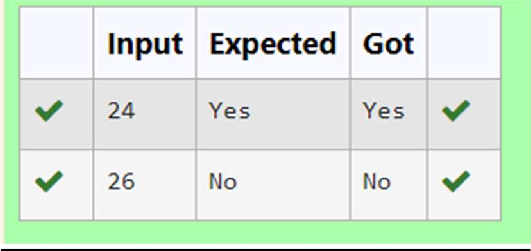 Input Expected Got
24 Yes Yes
26 No No